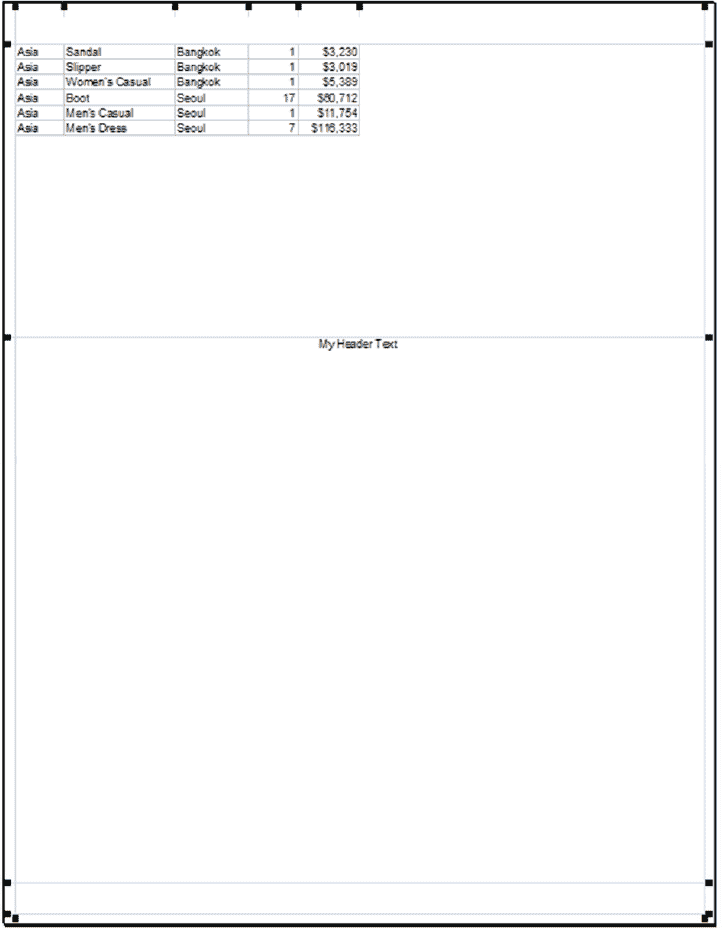 Asia Sandal Bangkok 1 $3,230
Asia Slipper Bangkok 1 $3,019
Asia Women's Casual Bangkok 1 $5,389
Asia Boot Seoul 17 $60,712
Asia Men's Casual Seoul 1 $11,754
Asia Men's Dress Seoul 7 $116,333
My Header Text